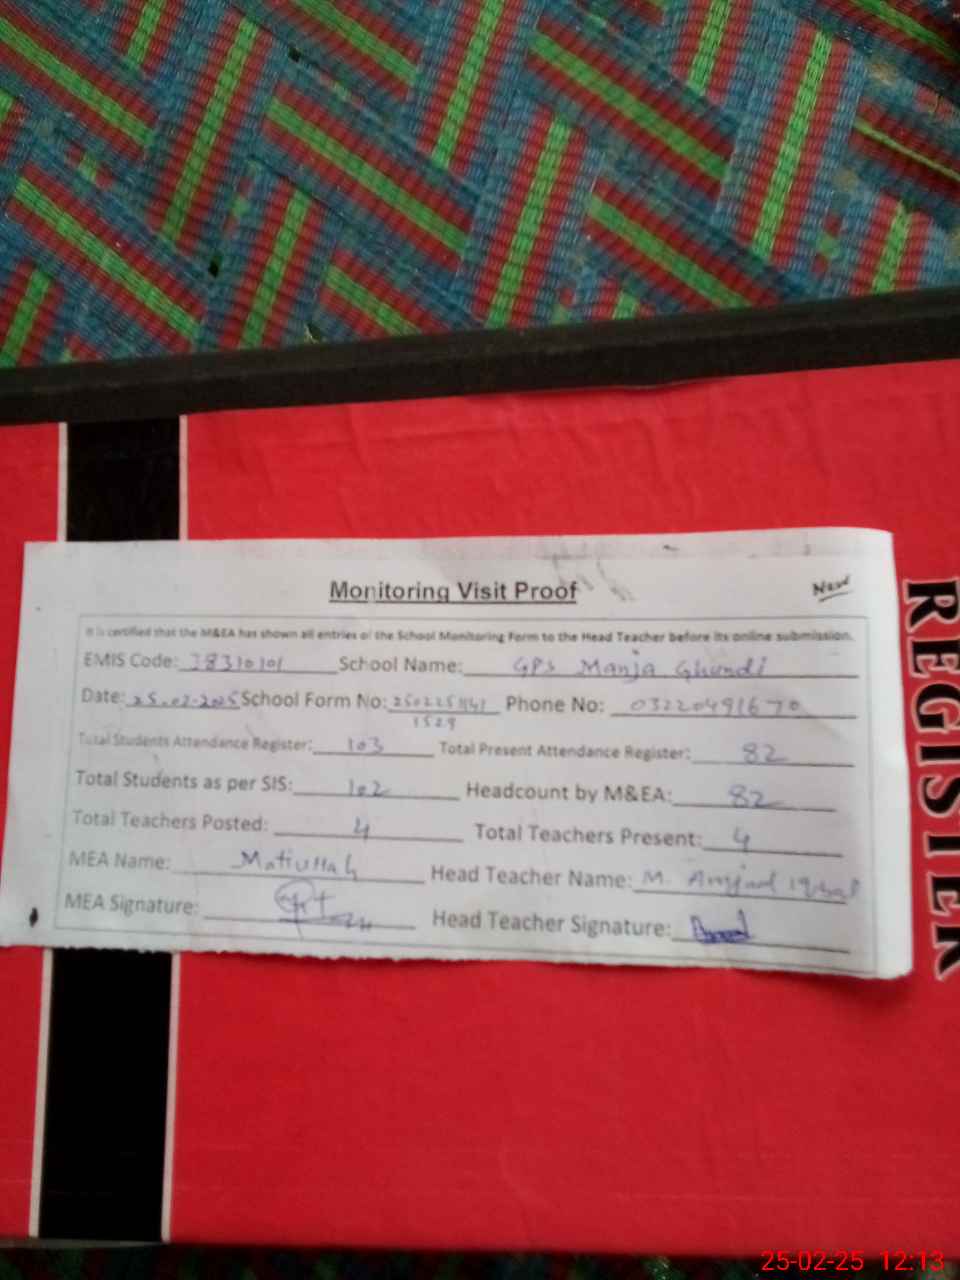 Monitoring Visit Proof
New
It is certified that the M&EA has shown all entries of the School Monitoring Form to the Head Teacher before its online submission.
EMIS Code: 38310101 School Name: GPS Manja Ghundi
Date: 25.02-2025 School Form No: 2502251141 Phone No: 03220491670
1529
Total Students Attendance Register: 103 Total Present Attendance Register: 82
Total Students as per SIS: 102 Headcount by M&EA: 82
Total Teachers Posted: 4 Total Teachers Present: 4
MEA Name: Matiullah Head Teacher Name: M. Amjad Iqbal
MEA Signature: Head Teacher Signature:
REGISTER
25-02-25 12:13